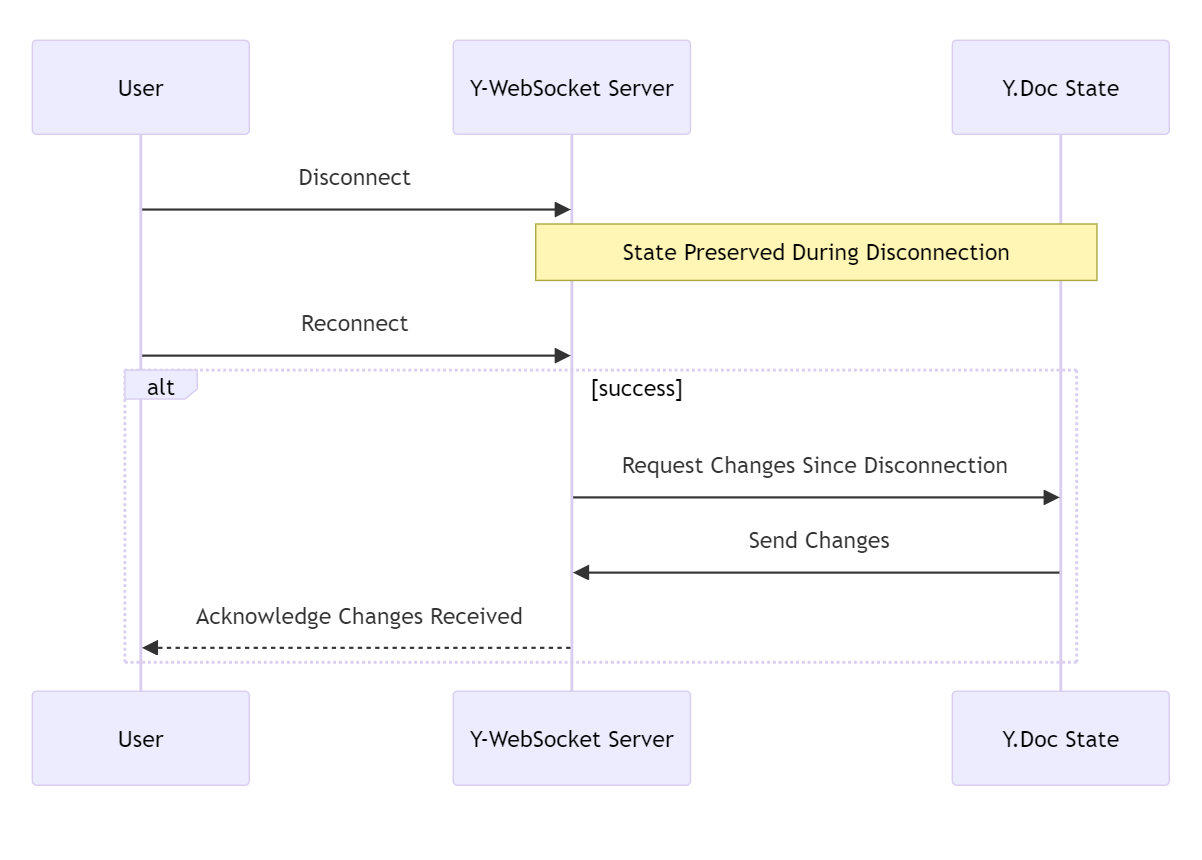 User
Y-WebSocket Server
Y.Doc State
Disconnect
State Preserved During Disconnection
Reconnect
alt
[success]
Request Changes Since Disconnection
Send Changes
Acknowledge Changes Received
User
Y-WebSocket Server
Y.Doc State